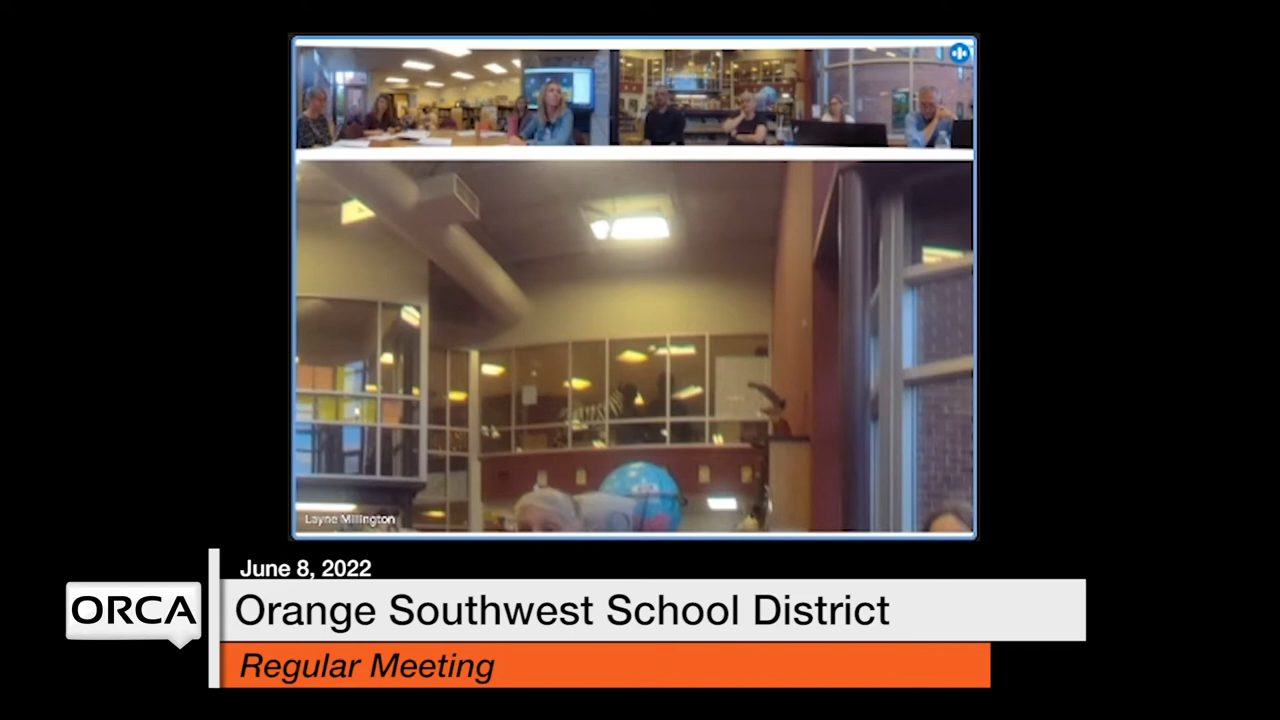 Layne Millington
June 8, 2022
ORCA
Orange Southwest School District
Regular Meeting